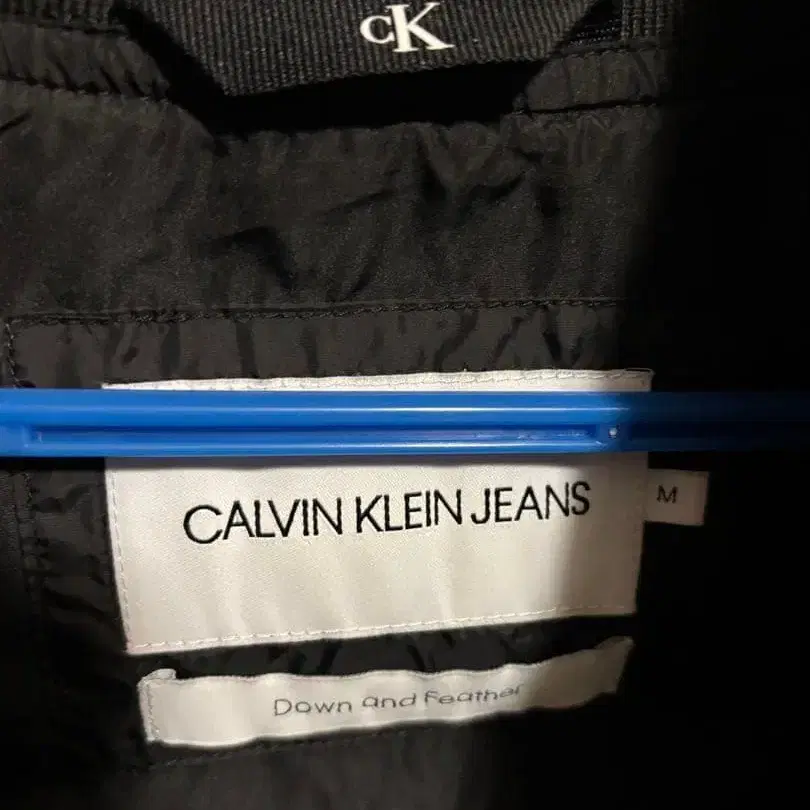 cK
CALVIN KLEIN JEANS
M
Down and Feather